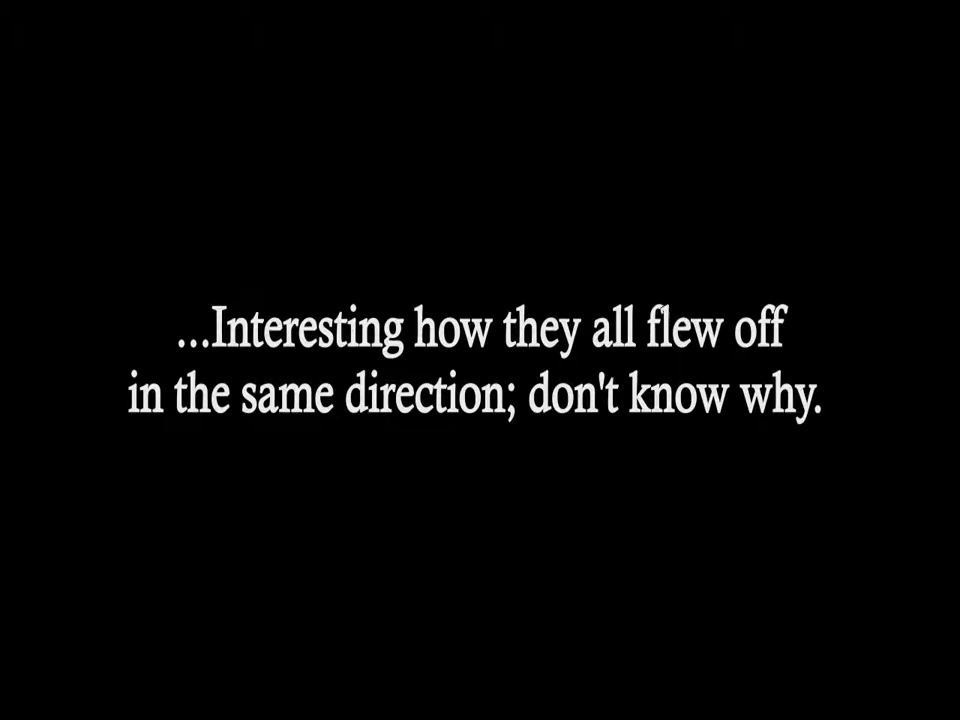 ...Interesting how they all flew off
in the same direction; don't know why.